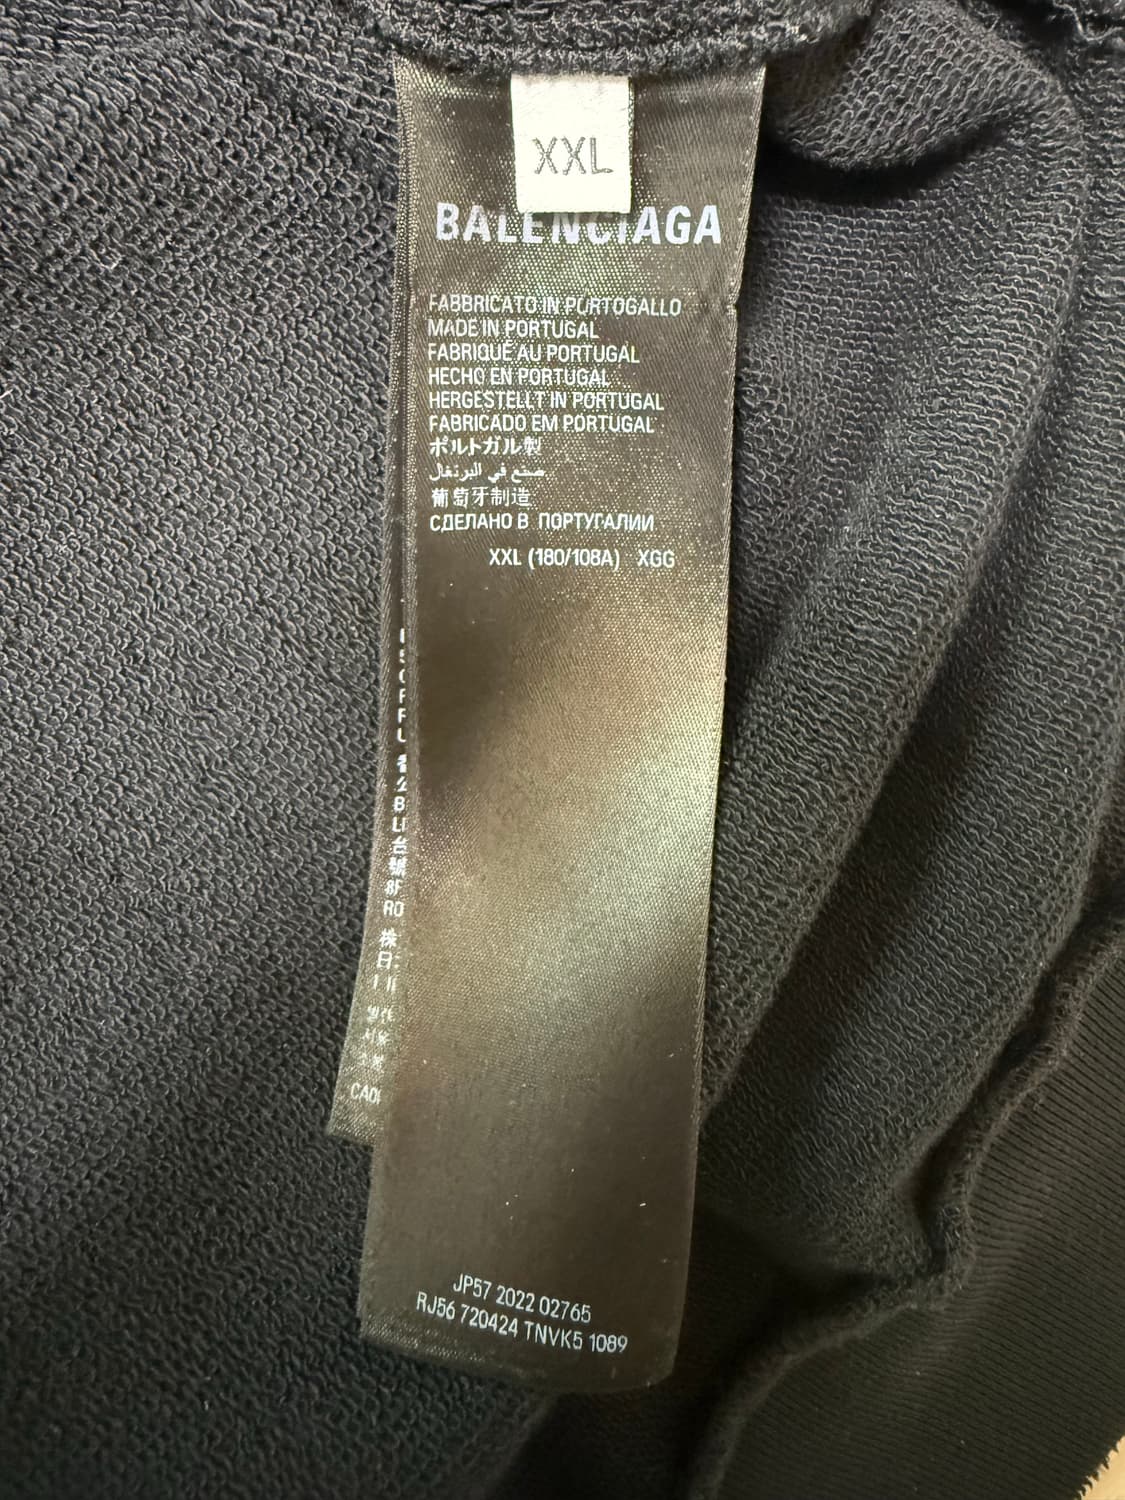 XXL
BALENCIAGA
FABBRICATO IN PORTOGALLO
MADE IN PORTUGAL
FABRIQUÉ AU PORTUGAL
HECHO EN PORTUGAL
HERGESTELLT IN PORTUGAL
FABRICADO EM PORTUGAL
ポルトガル製
صنع في البرتغال
葡萄牙制造
СДЕЛАНО В ПОРТУГАЛИИ
XXL (180/108A) XGG
JP57 2022 02765
RJ56 720424 TNVK5 1089